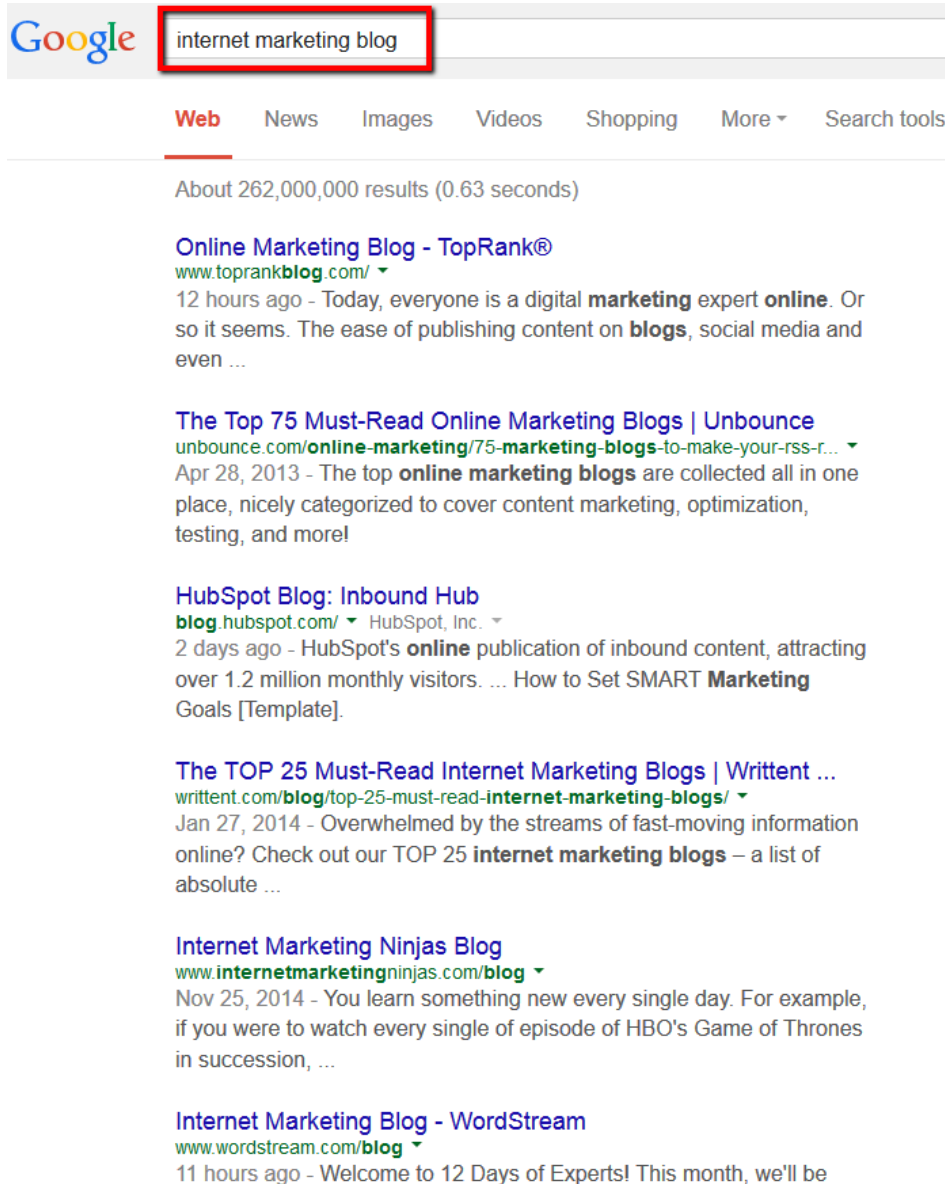 Google internet marketing blog
Web News Images Videos Shopping More Search tools
About 262,000,000 results (0.63 seconds)
Online Marketing Blog - TopRank®
www.toprankblog.com/
12 hours ago - Today, everyone is a digital marketing expert online. Or
so it seems. The ease of publishing content on blogs, social media and
even ...
The Top 75 Must-Read Online Marketing Blogs | Unbounce
unbounce.com/online-marketing/75-marketing-blogs-to-make-your-rss-r...
Apr 28, 2013 - The top online marketing blogs are collected all in one
place, nicely categorized to cover content marketing, optimization,
testing, and more!
HubSpot Blog: Inbound Hub
blog.hubspot.com/ HubSpot, Inc.
2 days ago - HubSpot's online publication of inbound content, attracting
over 1.2 million monthly visitors. ... How to Set SMART Marketing
Goals [Template].
The TOP 25 Must-Read Internet Marketing Blogs | Writtent ...
writtent.com/blog/top-25-must-read-internet-marketing-blogs/
Jan 27, 2014 - Overwhelmed by the streams of fast-moving information
online? Check out our TOP 25 internet marketing blogs – a list of
absolute ...
Internet Marketing Ninjas Blog
www.internetmarketingninjas.com/blog
Nov 25, 2014 - You learn something new every single day. For example,
if you were to watch every single of episode of HBO's Game of Thrones
in succession, ...
Internet Marketing Blog - WordStream
www.wordstream.com/blog
11 hours ago - Welcome to 12 Days of Experts! This month, we'll be